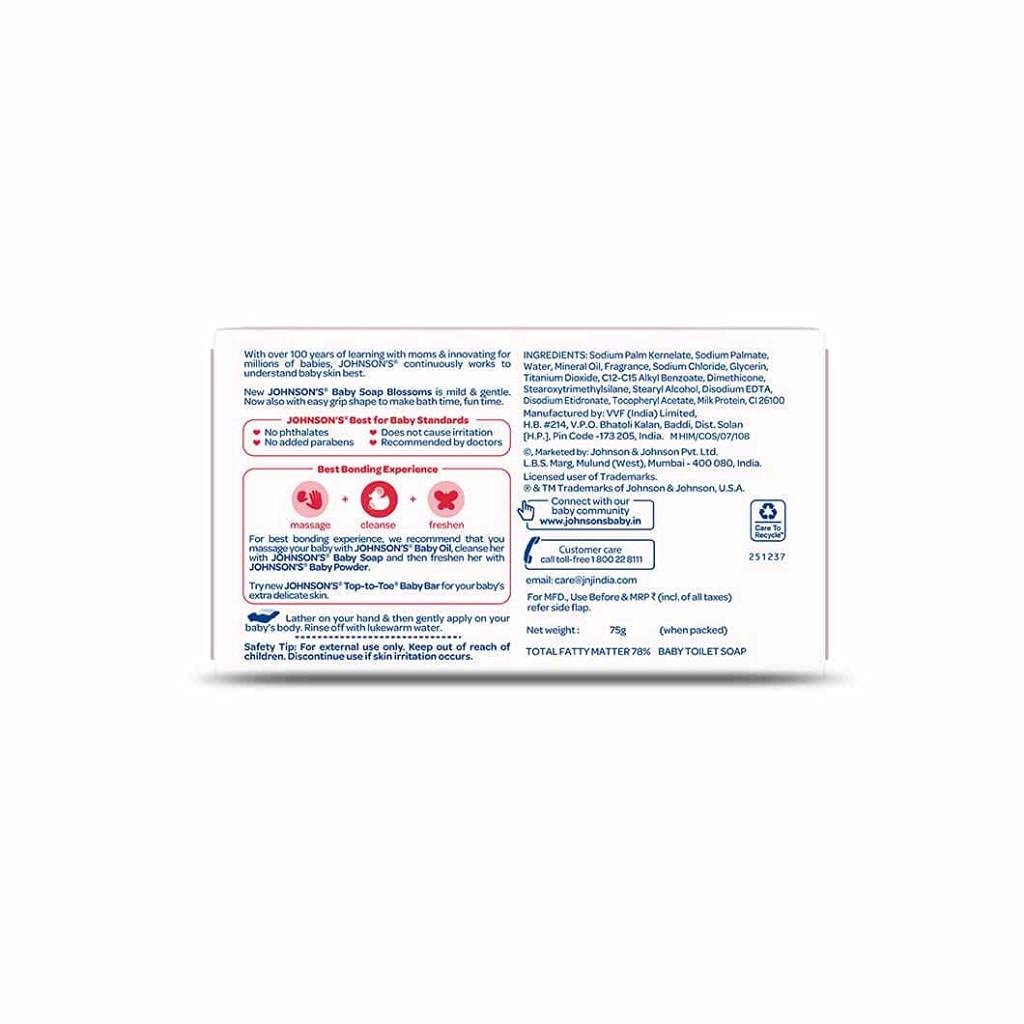 With over 100 years of learning with moms & innovating for
millions of babies, JOHNSON'S® continuously works to
understand baby skin best.
New JOHNSON'S® Baby Soap Blossoms is mild & gentle.
Now also with easy grip shape to make bath time, fun time.
JOHNSON'S® Best for Baby Standards
No phthalates
Does not cause irritation
No added parabens
Recommended by doctors
Best Bonding Experience
+ +
massage cleanse freshen
For best bonding experience, we recommend that you
massage your baby with JOHNSON'S® Baby Oil, cleanse her
with JOHNSON'S® Baby Soap and then freshen her with
JOHNSON'S® Baby Powder.
Try new JOHNSON'S® Top-to-Toe® Baby Bar for your baby's
extra delicate skin.
Lather on your hand & then gently apply on your
baby's body. Rinse off with lukewarm water.
Safety Tip: For external use only. Keep out of reach of
children. Discontinue use if skin irritation occurs.
INGREDIENTS: Sodium Palm Kernelate, Sodium Palmate,
Water, Mineral Oil, Fragrance, Sodium Chloride, Glycerin,
Titanium Dioxide, C12-C15 Alkyl Benzoate, Dimethicone,
Stearoxytrimethylsilane, Stearyl Alcohol, Disodium EDTA,
Disodium Etidronate, Tocopheryl Acetate, Milk Protein, CI 26100
Manufactured by: VVF (India) Limited,
H.B. #214, V.P.O. Bhatoli Kalan, Baddi, Dist. Solan
[H.P.], Pin Code -173 205, India. M HIM/COS/07/108
©, Marketed by: Johnson & Johnson Pvt. Ltd.
L.B.S. Marg, Mulund (West), Mumbai - 400 080, India.
Licensed user of Trademarks.
® & TM Trademarks of Johnson & Johnson, U.S.A.
Connect with our
baby community
www.johnsonsbaby.in
Customer care
call toll-free 1 800 22 8111
Care To
Recycle™
251237
email: care@jnjindia.com
For MFD., Use Before & MRP ₹ (incl. of all taxes)
refer side flap.
Net weight : 75g (when packed)
TOTAL FATTY MATTER 78% BABY TOILET SOAP